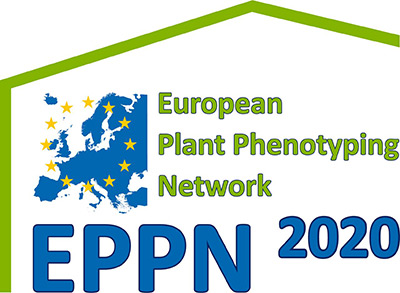 European
Plant Phenotyping
Network
EPPN 2020